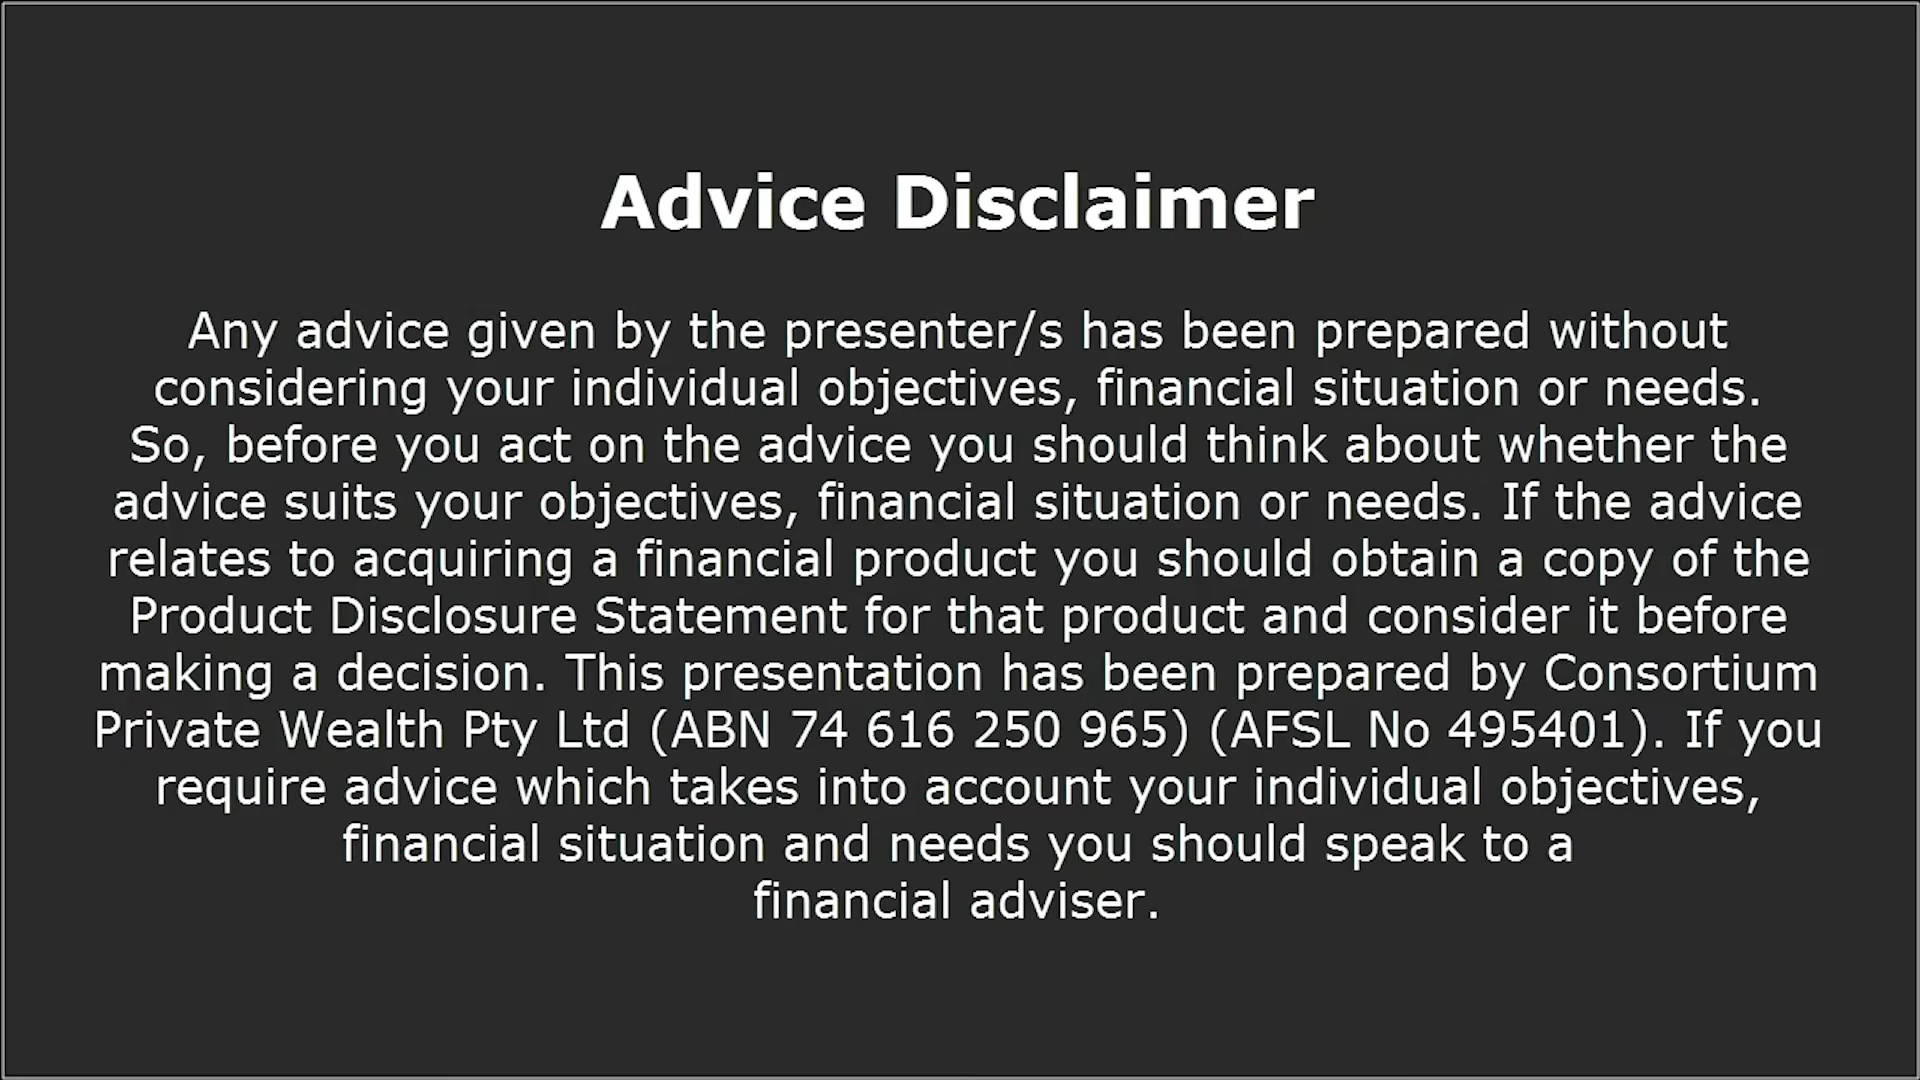 Advice Disclaimer
Any advice given by the presenter/s has been prepared without
considering your individual objectives, financial situation or needs.
So, before you act on the advice you should think about whether the
advice suits your objectives, financial situation or needs. If the advice
relates to acquiring a financial product you should obtain a copy of the
Product Disclosure Statement for that product and consider it before
making a decision. This presentation has been prepared by Consortium
Private Wealth Pty Ltd (ABN 74 616 250 965) (AFSL No 495401). If you
require advice which takes into account your individual objectives,
financial situation and needs you should speak to a
financial adviser.